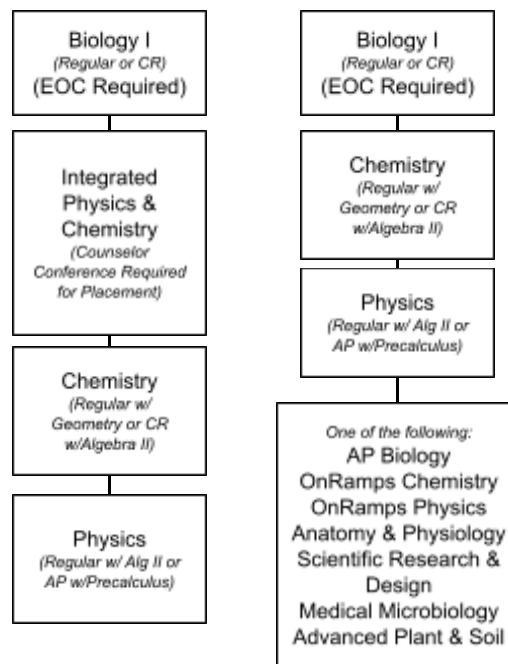 Biology I
(Regular or CR)
(EOC Required)
Integrated
Physics &
Chemistry
(Counselor
Conference Required
for Placement)
Chemistry
(Regular w/
Geometry or CR
w/Algebra II)
Physics
(Regular w/ Alg II or
AP w/Precalculus)
Biology I
(Regular or CR)
(EOC Required)
Chemistry
(Regular w/
Geometry or CR
w/Algebra II)
Physics
(Regular w/ Alg II or
AP w/Precalculus)
One of the following:
AP Biology
OnRamps Chemistry
OnRamps Physics
Anatomy & Physiology
Scientific Research &
Design
Medical Microbiology
Advanced Plant & Soil